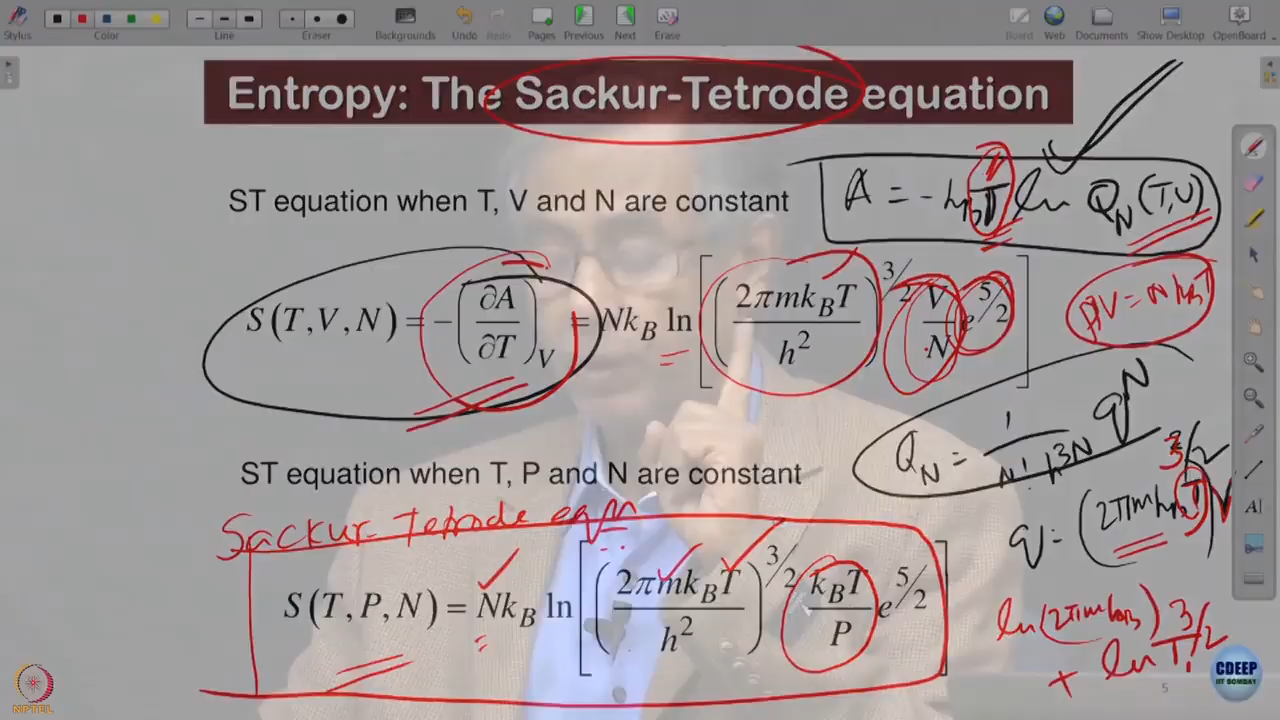 Stylus Color Line Eraser Backgrounds Undo Redo Pages Previous Next Erase Board Web Documents Show Desktop OpenBoard
Entropy: The Sackur-Tetrode equation
ST equation when T, V and N are constant
A = - k_B T ln Q_N (T,V)
S(T,V,N) = -(∂A/∂T)_V = Nk_B ln[(2πmk_BT/h²)^{3/2} V/N e^{5/2}]
PV = N k_B T
Q_N = 1/(N! h^{3N}) q^N
ST equation when T, P and N are constant
q = (2πmk_BT)^{3/2} V
Sackur-Tetrode eqn
S(T,P,N) = Nk_B ln[(2πmk_BT/h²)^{3/2} k_BT/P e^{5/2}]
ln(2πmk_B)^{3/2}
+ ln T^{3/2}
5
CDEEP
IIT BOMBAY
NPTEL